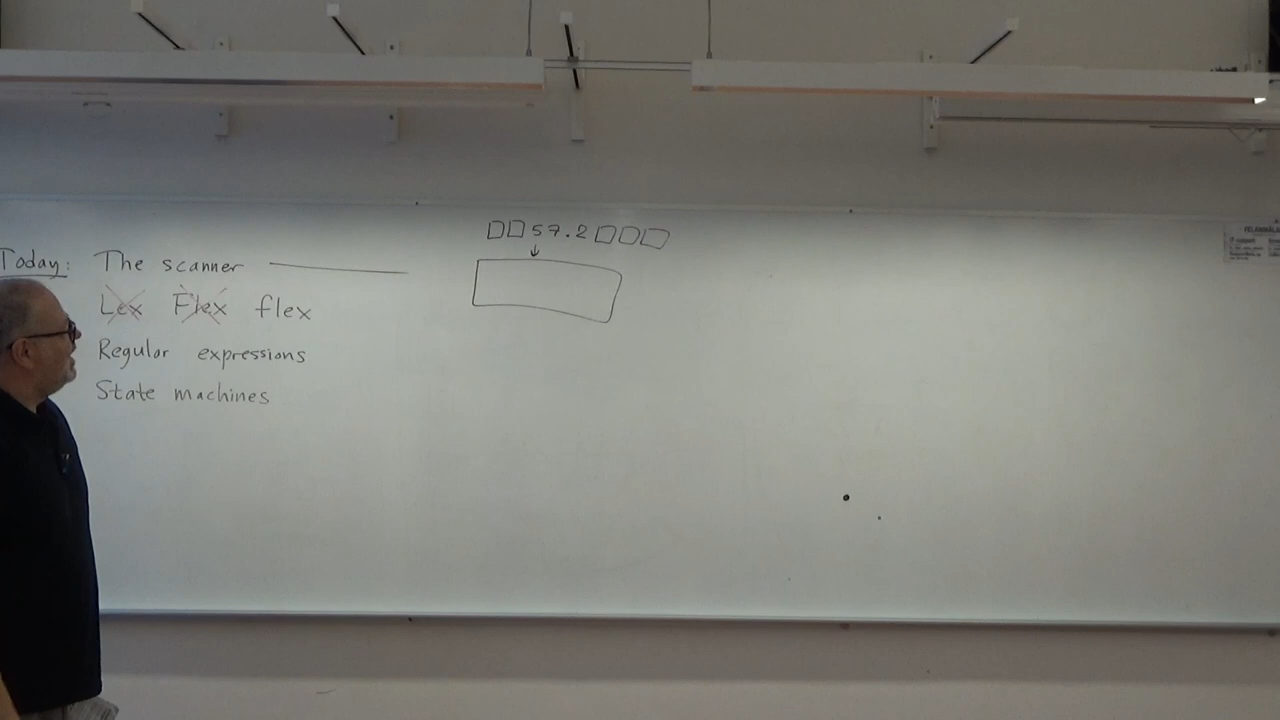 Today: The scanner
Lex Flex flex
Regular expressions
State machines
57.2